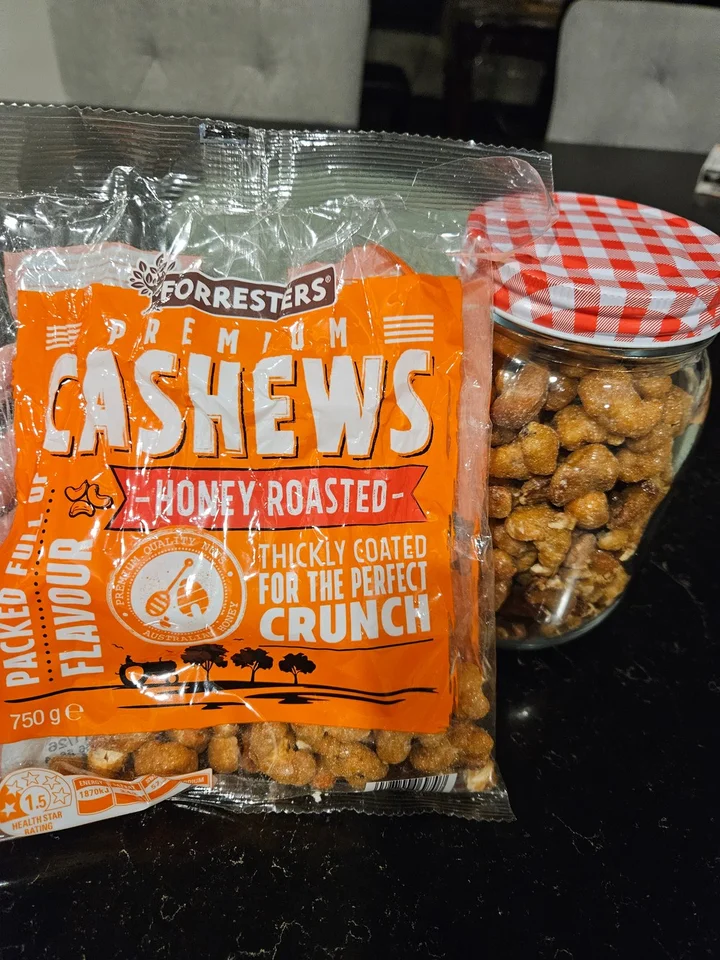 FORRESTERS®
PREMIUM
CASHEWS
-HONEY ROASTED-
PREMIUM QUALITY NUTS
AUSTRALIAN HONEY
THICKLY COATED
FOR THE PERFECT
CRUNCH
PACKED FULL OF
FLAVOUR
750 g e
1.5
HEALTH STAR
RATING
ENERGY
1870kJ